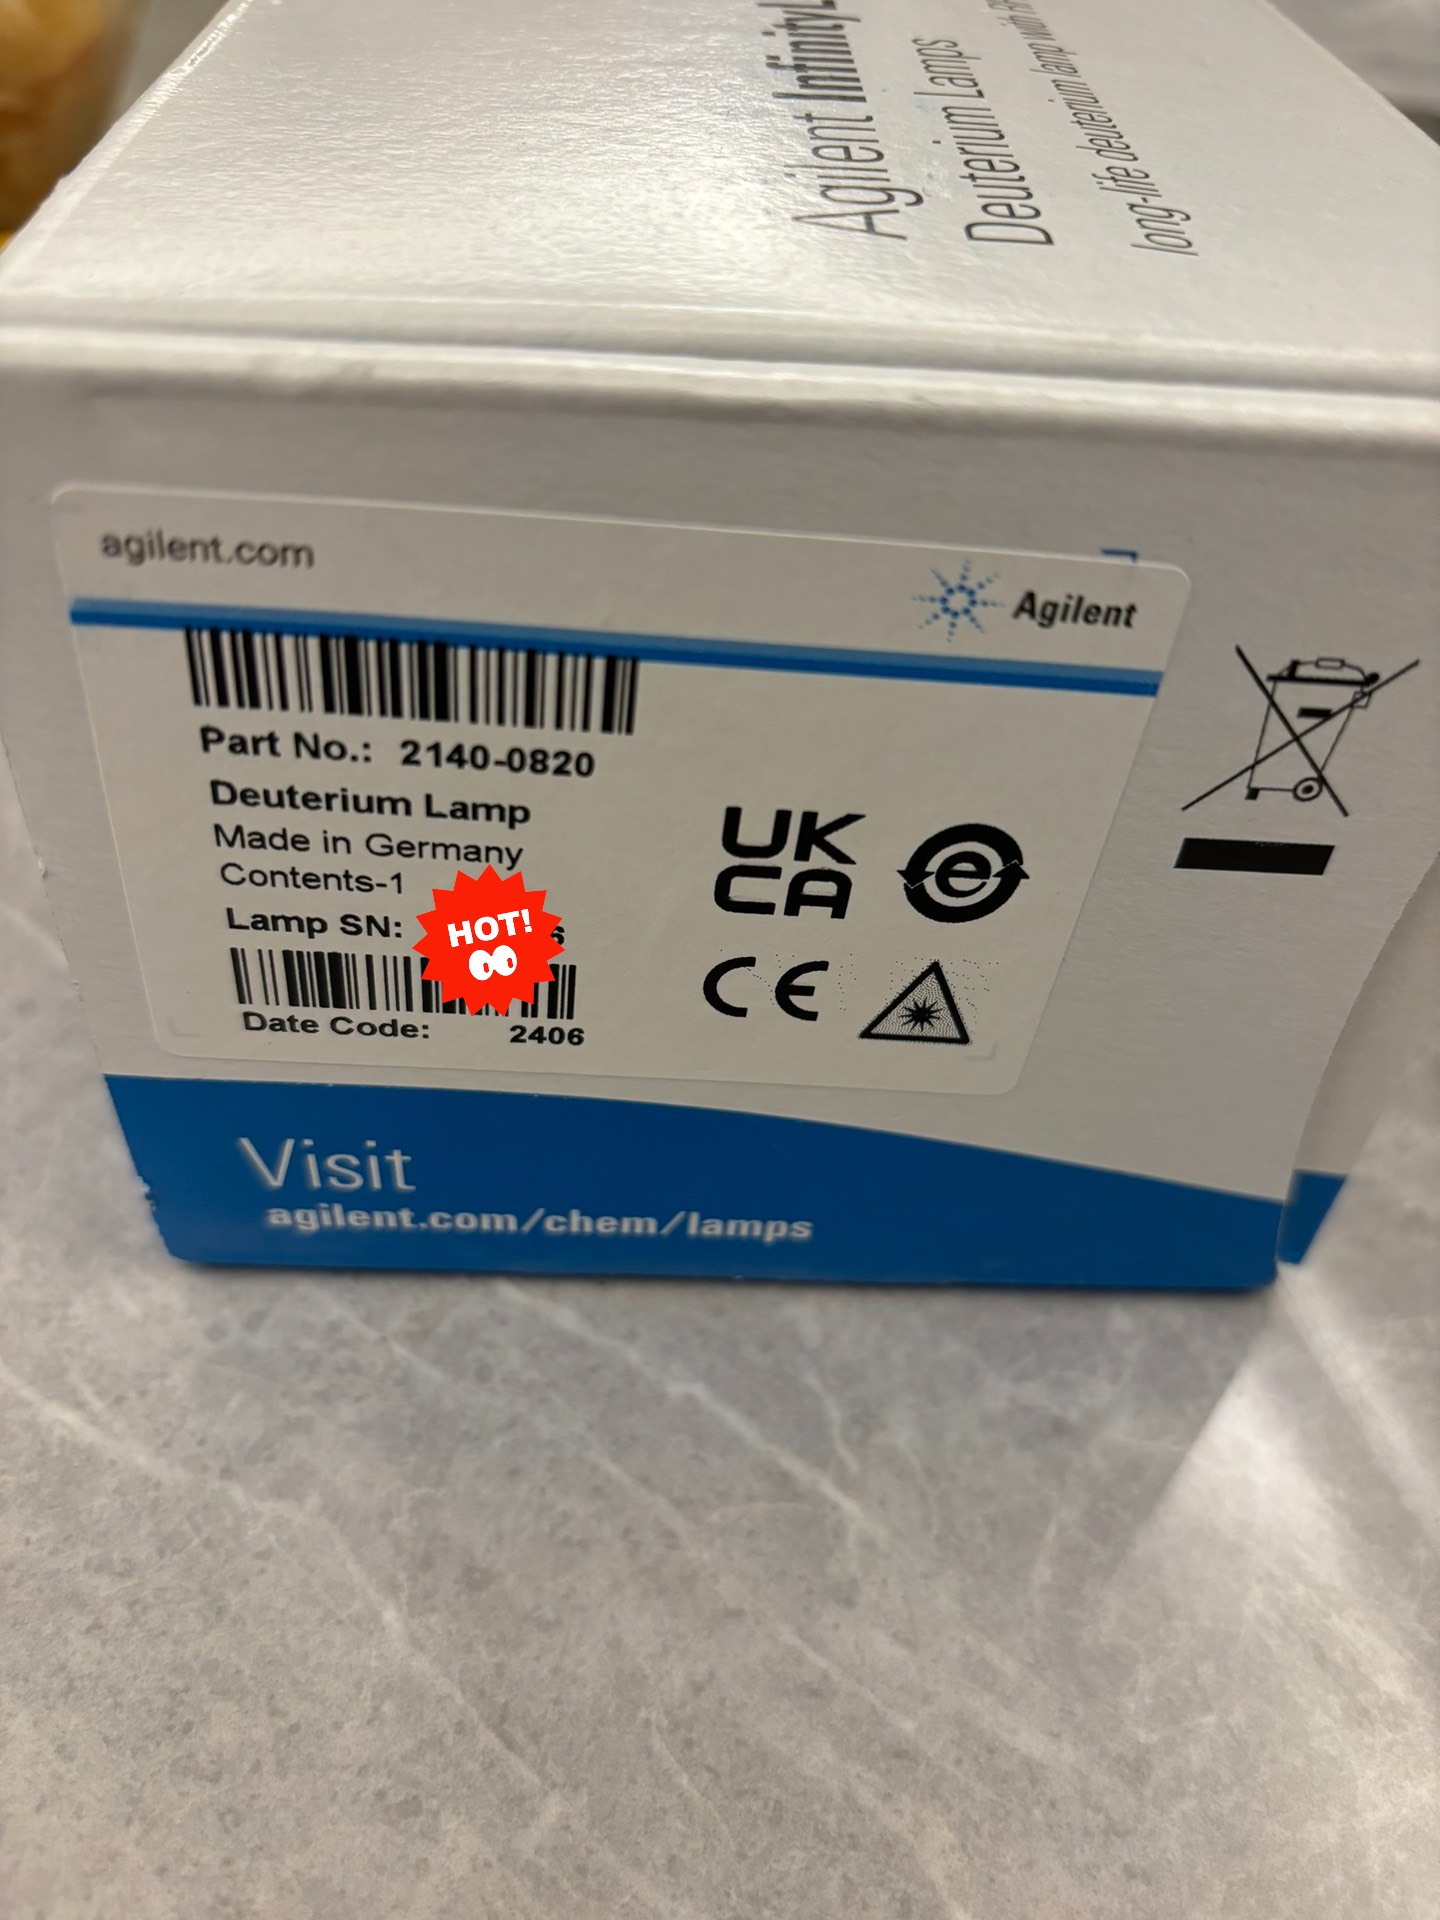 Agilent
Deuterium Lamps
long-life deuterium lamp with
agilent.com
Agilent
Part No.: 2140-0820
Deuterium Lamp
Made in Germany
Contents-1
Lamp SN:
HOT!
Date Code: 2406
UK
CA
e
CE
Visit
agilent.com/chem/lamps